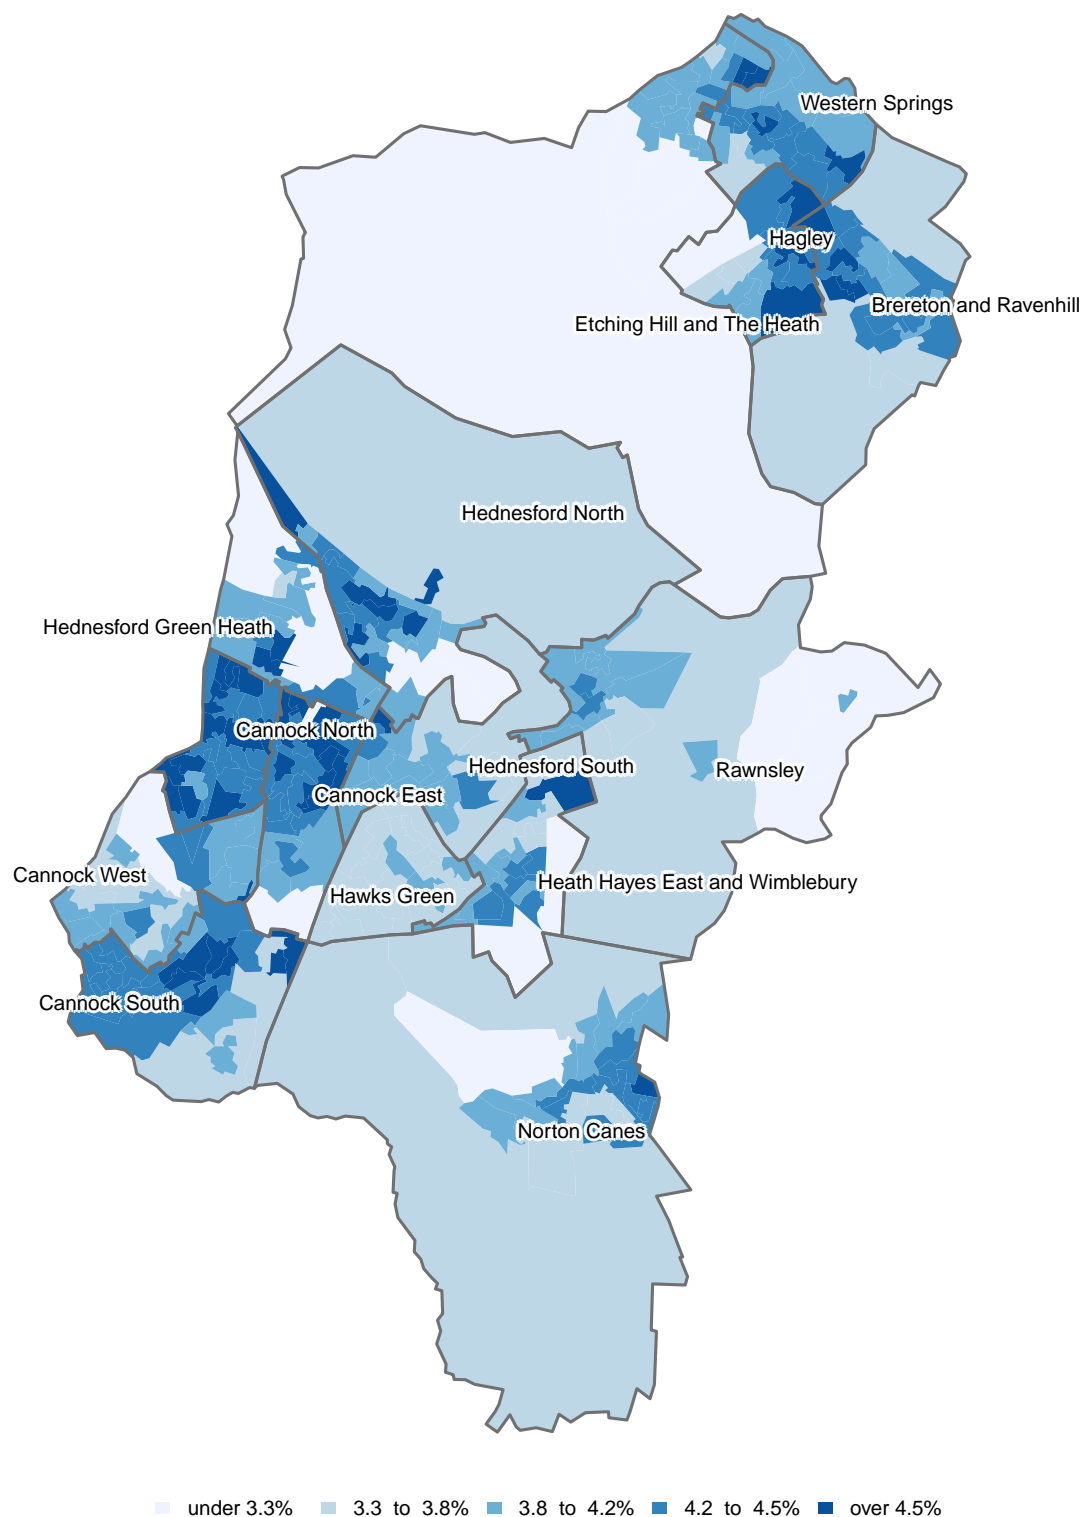 Western Springs
Hagley
Brereton and Ravenhill
Etching Hill and The Heath
Hednesford North
Hednesford Green Heath
Cannock North
Hednesford South
Rawnsley
Cannock East
Cannock West
Heath Hayes East and Wimblebury
Hawks Green
Cannock South
Norton Canes
under 3.3% 3.3 to 3.8% 3.8 to 4.2% 4.2 to 4.5% over 4.5%